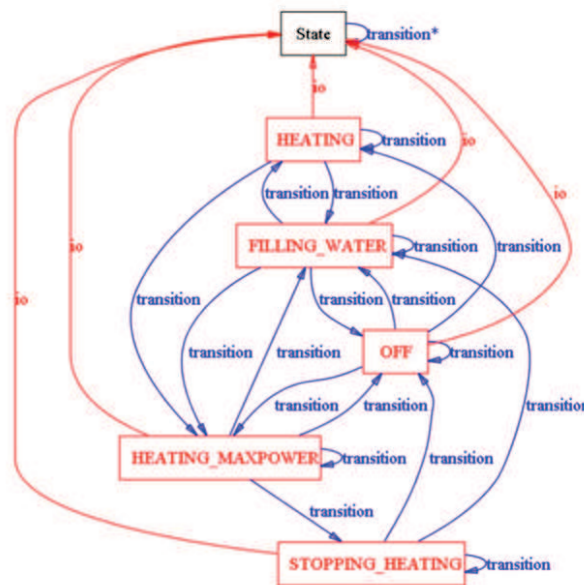 State
transition*
io
HEATING
transition
io
transition
transition
FILLING_WATER
transition
io
io
transition
io
transition
transition
transition
transition
transition
transition
OFF
transition
transition
transition
transition
HEATING_MAXPOWER
transition
transition
transition
STOPPING_HEATING
transition